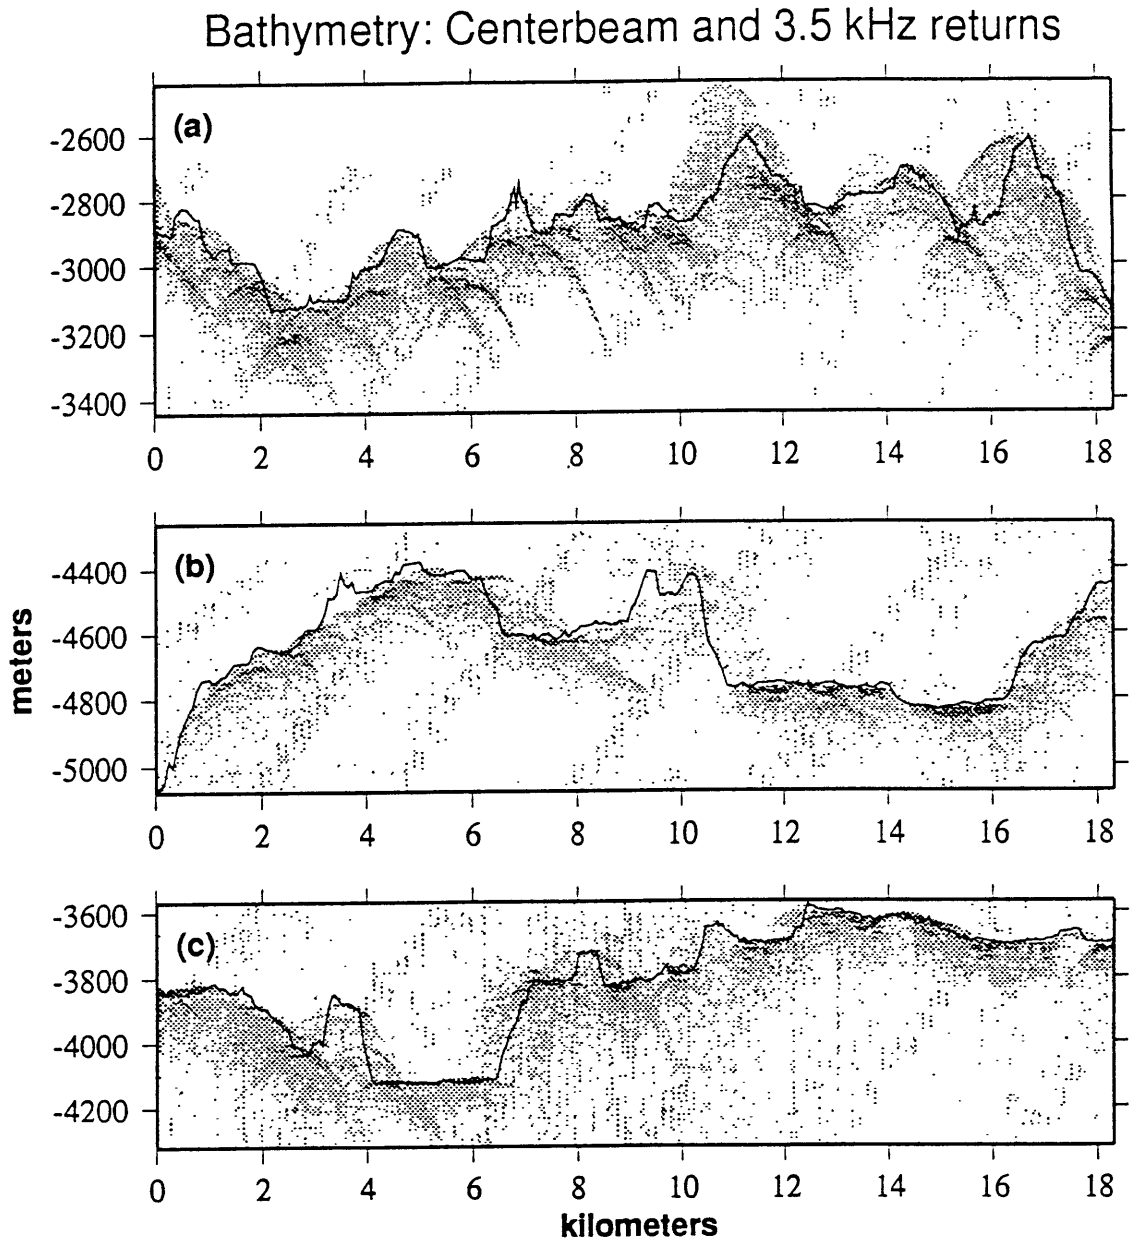 Bathymetry: Centerbeam and 3.5 kHz returns
(a)
-2600
-2800
-3000
-3200
-3400
0 2 4 6 8 10 12 14 16 18
(b)
-4400
-4600
-4800
-5000
0 2 4 6 8 10 12 14 16 18
meters
(c)
-3600
-3800
-4000
-4200
0 2 4 6 8 10 12 14 16 18
kilometers